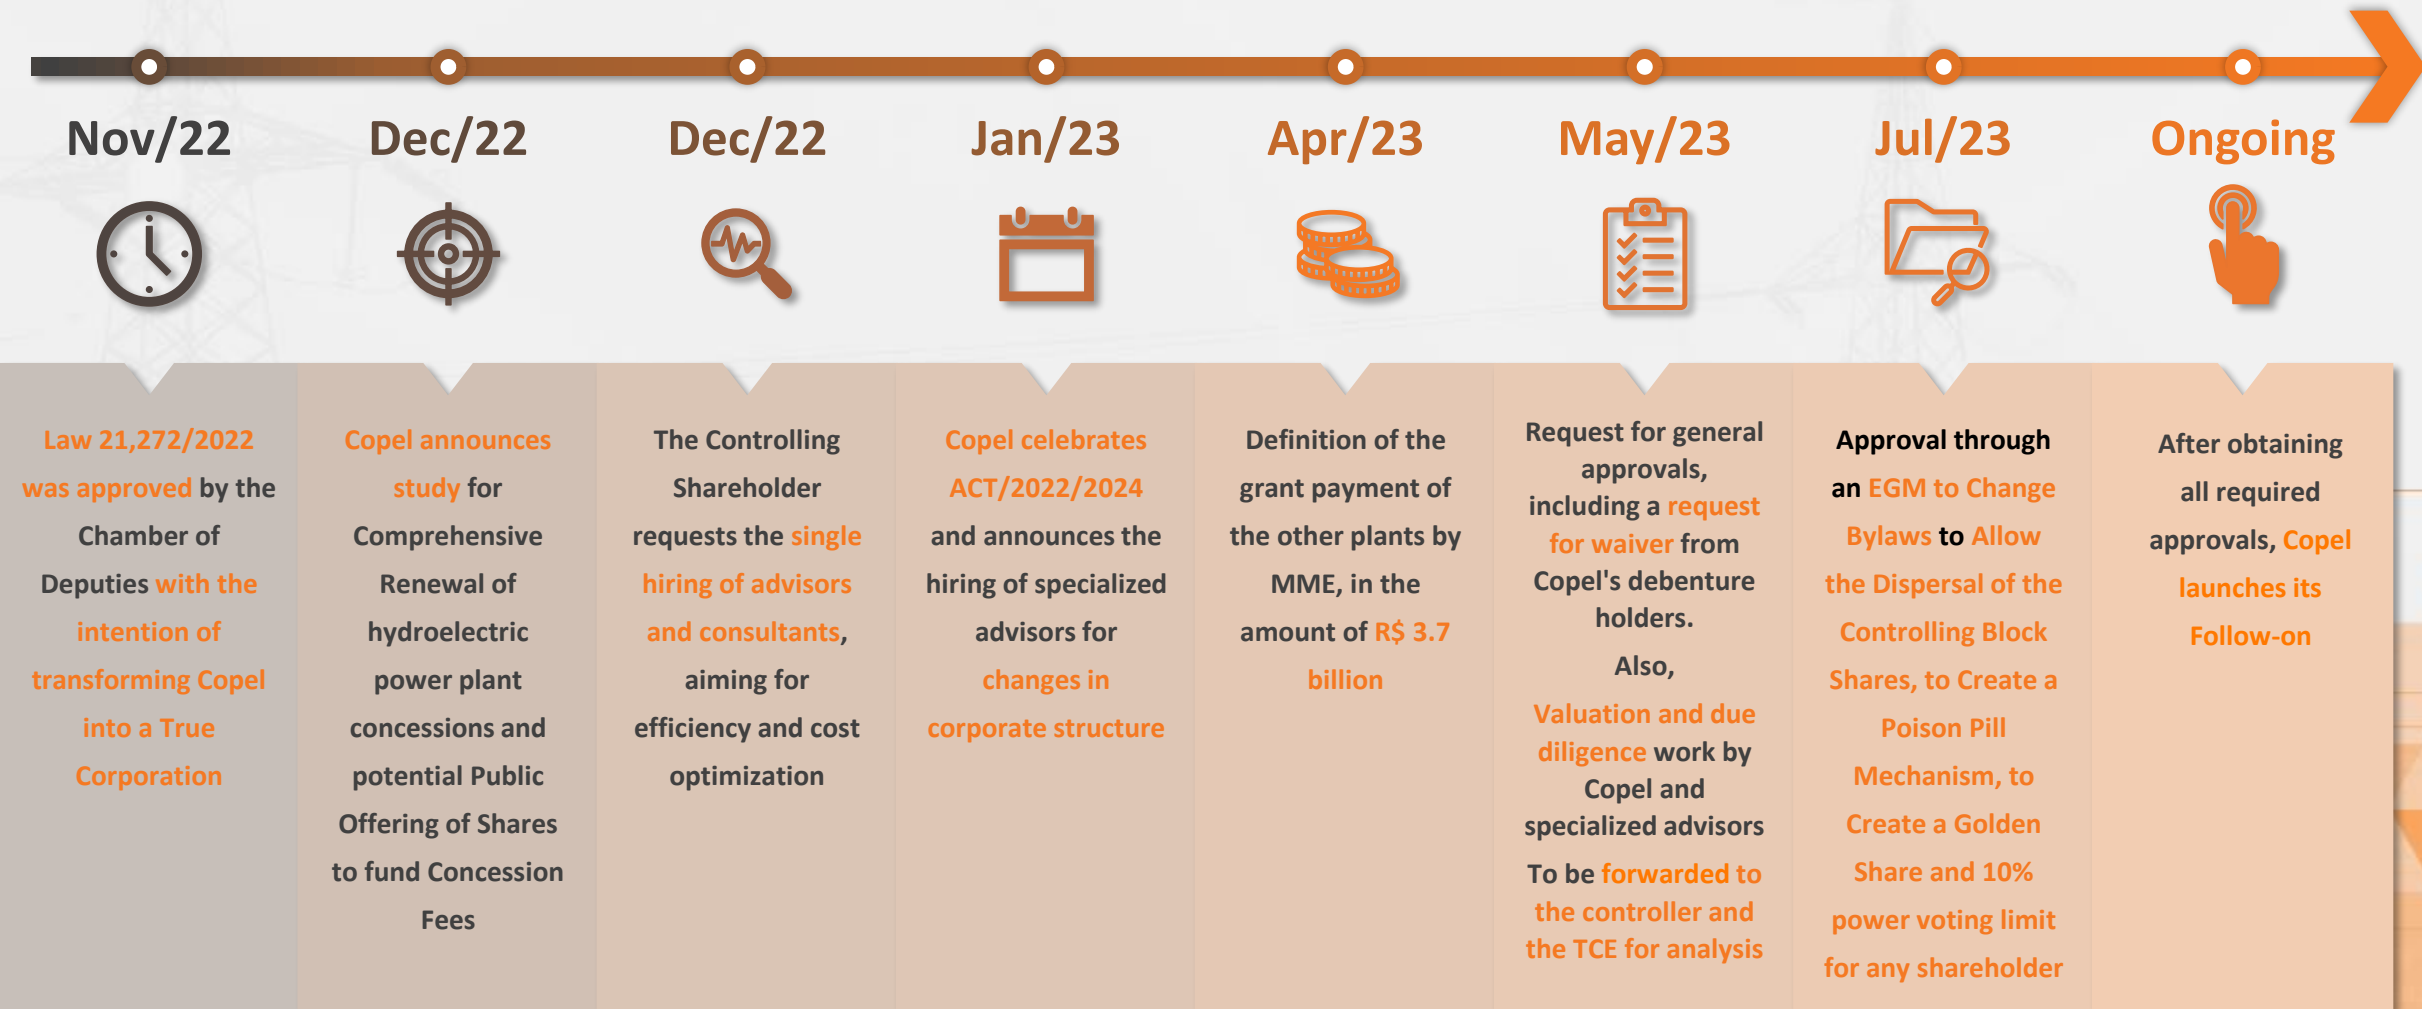 Nov/22
Law 21,272/2022
was approved by the
Chamber of
Deputies with the
intention of
transforming Copel
into a True
Corporation
Dec/22
Copel announces
study for
Comprehensive
Renewal of
hydroelectric
power plant
concessions and
potential Public
Offering of Shares
to fund Concession
Fees
Dec/22
The Controlling
Shareholder
requests the single
hiring of advisors
and consultants,
aiming for
efficiency and cost
optimization
Jan/23
Copel celebrates
ACT/2022/2024
and announces the
hiring of specialized
advisors for
changes in
corporate structure
Apr/23
Definition of the
grant payment of
the other plants by
MME, in the
amount of R$ 3.7
billion
May/23
Request for general
approvals,
including a request
for waiver from
Copel's debenture
holders.
Also,
Valuation and due
diligence work by
Copel and
specialized advisors
To be forwarded to
the controller and
the TCE for analysis
Jul/23
Approval through
an EGM to Change
Bylaws to Allow
the Dispersal of the
Controlling Block
Shares, to Create a
Poison Pill
Mechanism, to
Create a Golden
Share and 10%
power voting limit
for any shareholder
Ongoing
After obtaining
all required
approvals, Copel
launches its
Follow-on